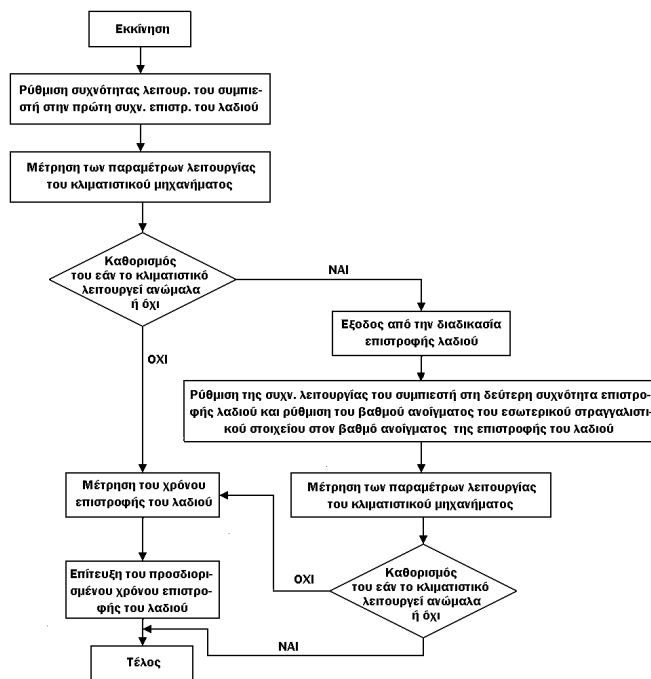 Εκκίνηση
Ρύθμιση συχνότητας λειτουρ. του συμπιε-
στή στην πρώτη συχν. επιστρ. του λαδιού
Μέτρηση των παραμέτρων λειτουργίας
του κλιματιστικού μηχανήματος
Καθορισμός
του εάν το κλιματιστικό
λειτουργεί ανώμαλα
ή όχι
ΝΑΙ
ΟΧΙ
Εξοδος από την διαδικασία
επιστροφής λαδιού
Ρύθμιση της συχν. λειτουργίας του συμπιεστή στη δεύτερη συχνότητα επιστρο-
φής λαδιού και ρύθμιση του βαθμού ανοίγματος του εσωτερικού στραγγαλιστι-
κού στοιχείου στον βαθμό ανοίγματος της επιστροφής του λαδιού
Μέτρηση του χρόνου
επιστροφής του λαδιού
Μέτρηση των παραμέτρων λειτουργίας
του κλιματιστικού μηχανήματος
Επίτευξη του προσδιορι-
σμένου χρόνου επιστρο-
φής του λαδιού
ΟΧΙ
Καθορισμός
του εάν το κλιματιστικό
λειτουργεί ανώμαλα
ή όχι
ΝΑΙ
Τέλος